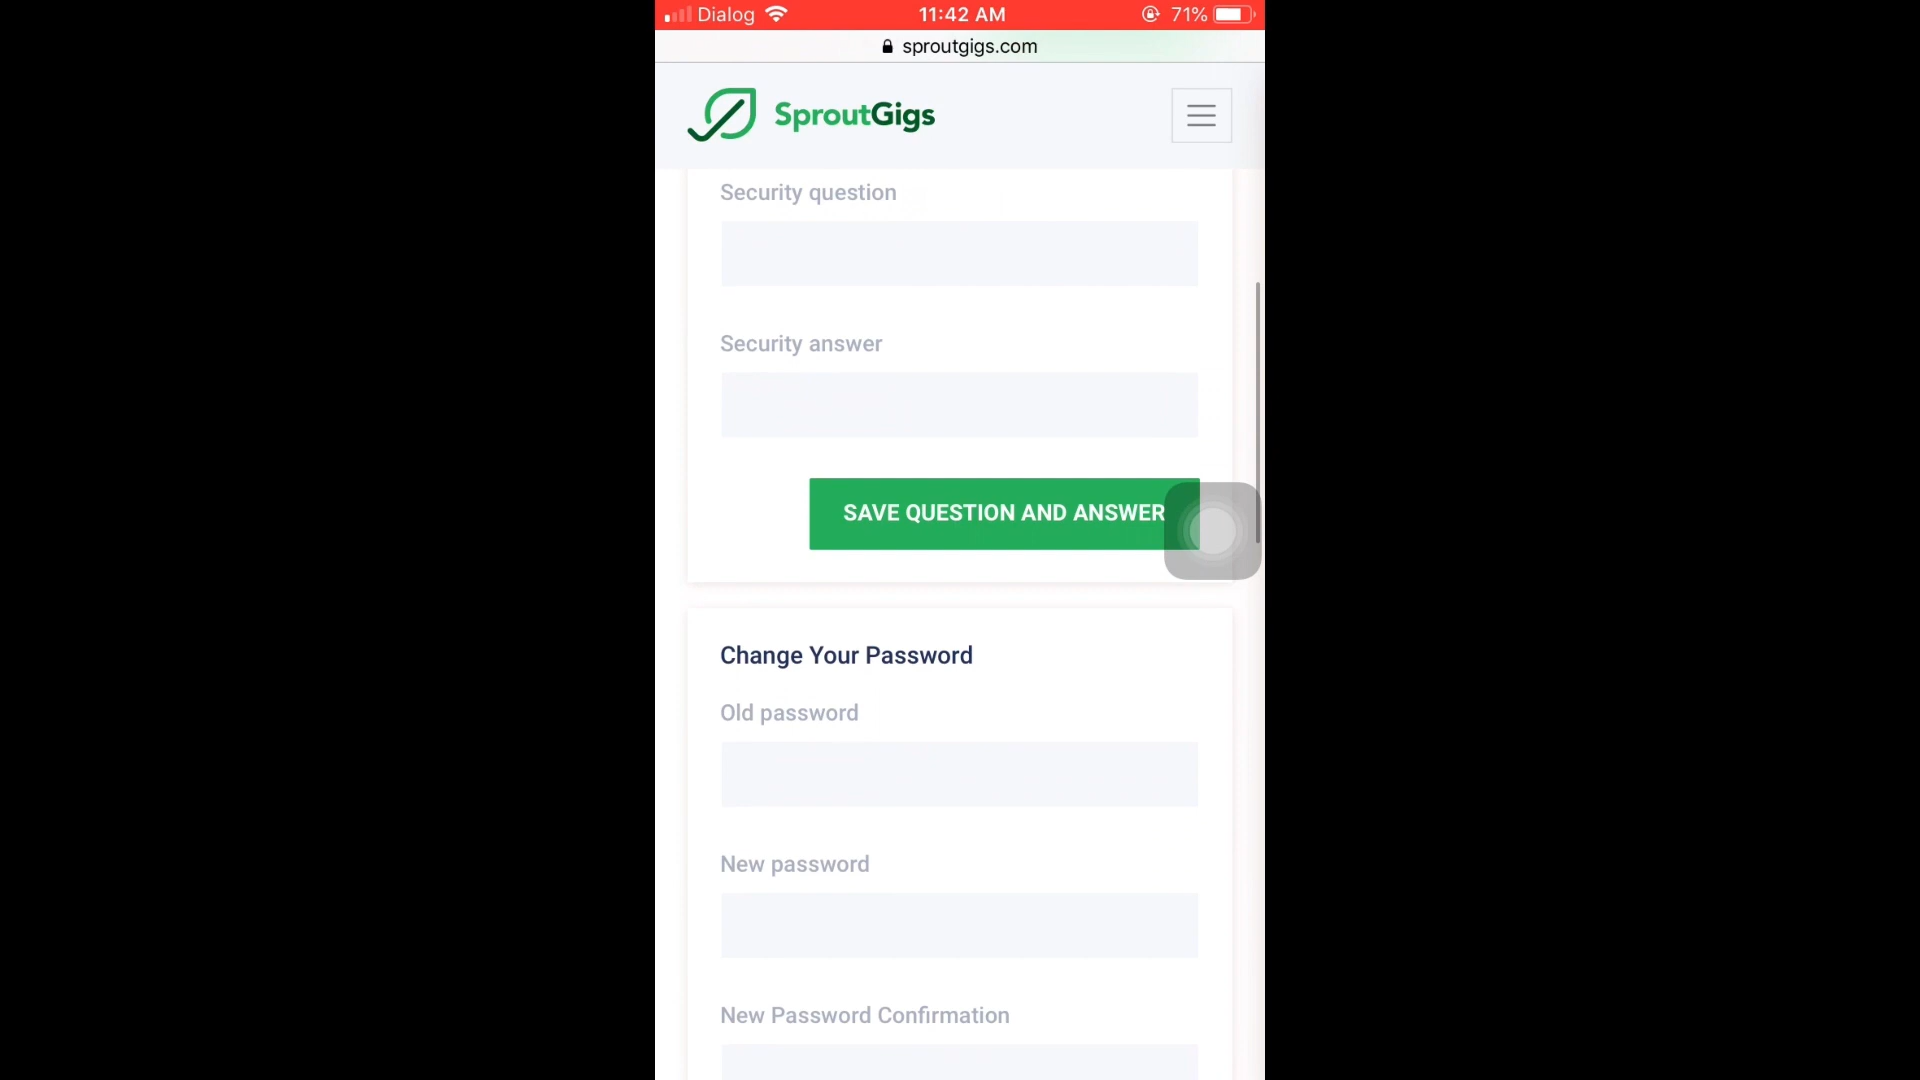 Dialog 11:42 AM 71%
sproutgigs.com
SproutGigs
Security question
Security answer
SAVE QUESTION AND ANSWER
Change Your Password
Old password
New password
New Password Confirmation